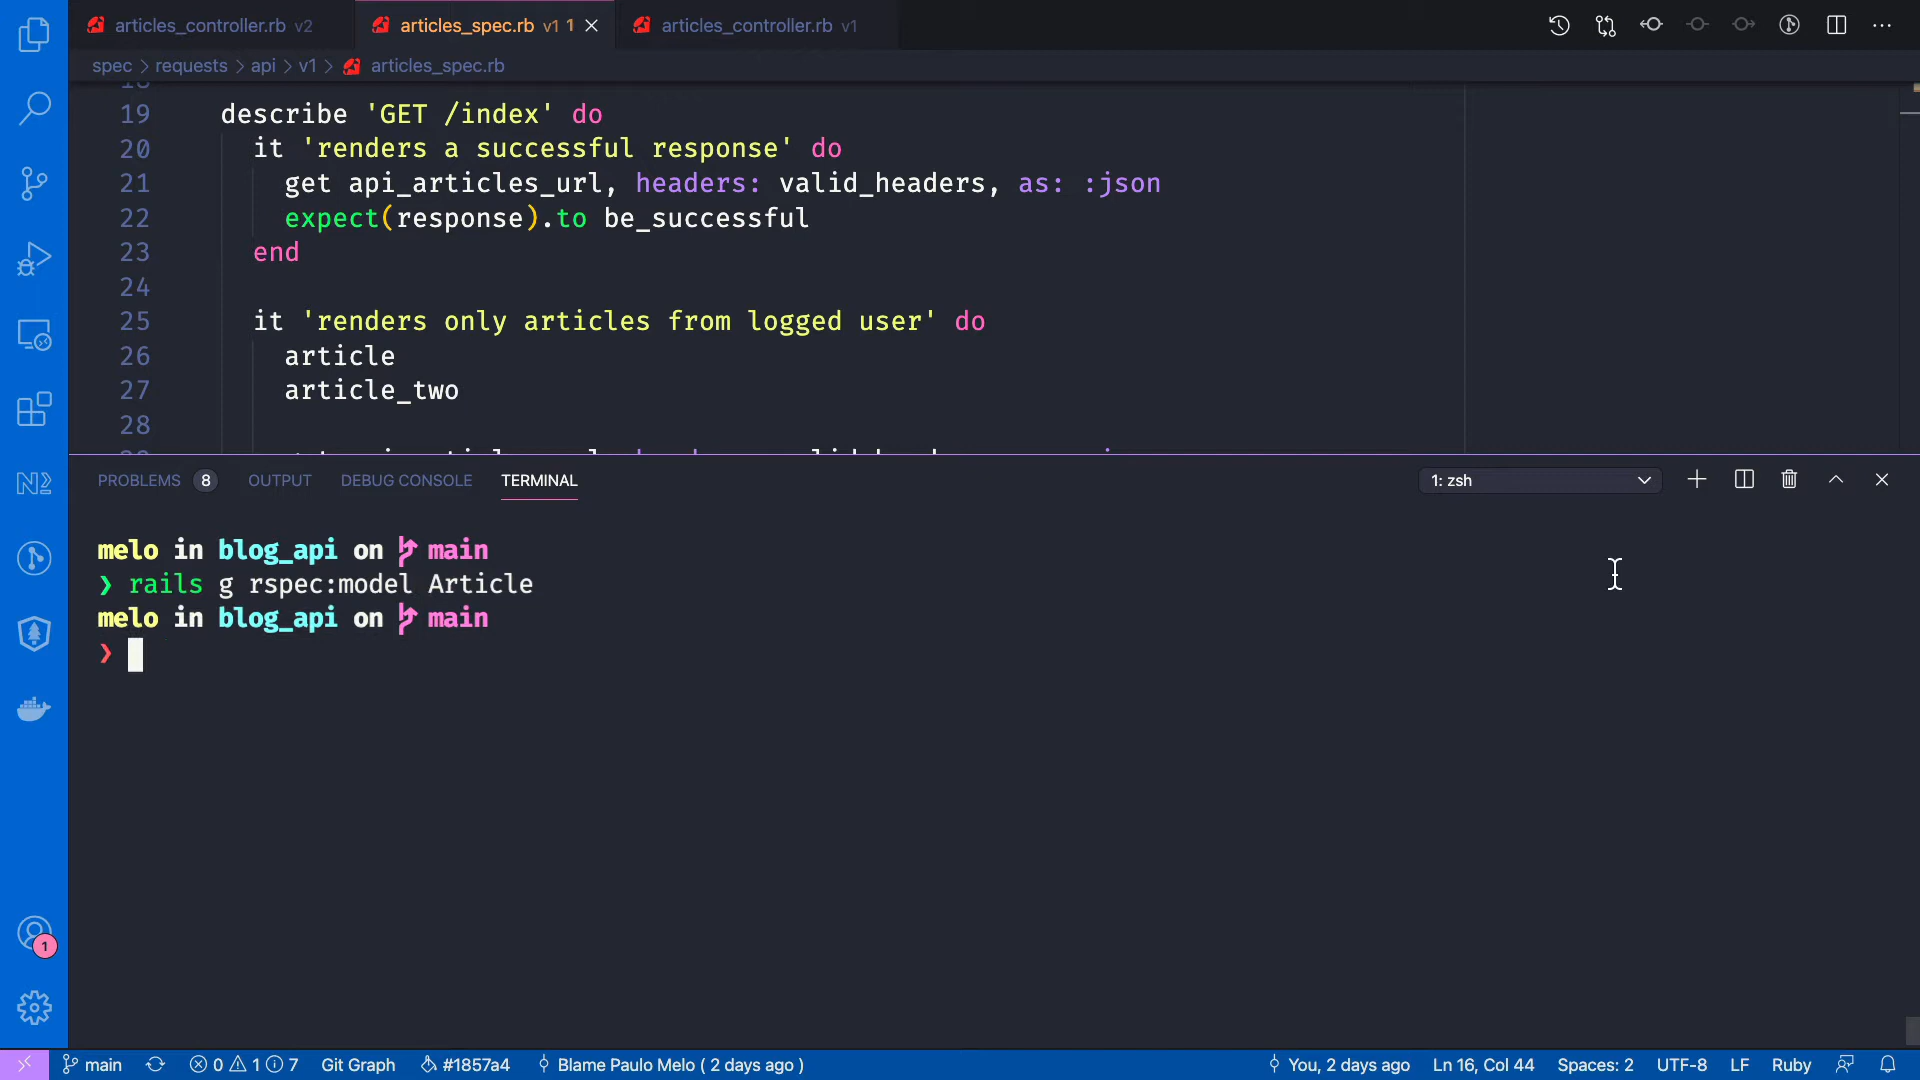 articles_controller.rb v2
articles_spec.rb v1 1
articles_controller.rb v1
spec > requests > api > v1 > articles_spec.rb
19 describe 'GET /index' do
20 it 'renders a successful response' do
21 get api_articles_url, headers: valid_headers, as: :json
22 expect(response).to be_successful
23 end
24
25 it 'renders only articles from logged user' do
26 article
27 article_two
28
PROBLEMS 8 OUTPUT DEBUG CONSOLE TERMINAL 1: zsh
melo in blog_api on main
❯ rails g rspec:model Article
melo in blog_api on main
❯
N
1
main 0 1 7 Git Graph #1857a4 Blame Paulo Melo ( 2 days ago ) You, 2 days ago Ln 16, Col 44 Spaces: 2 UTF-8 LF Ruby